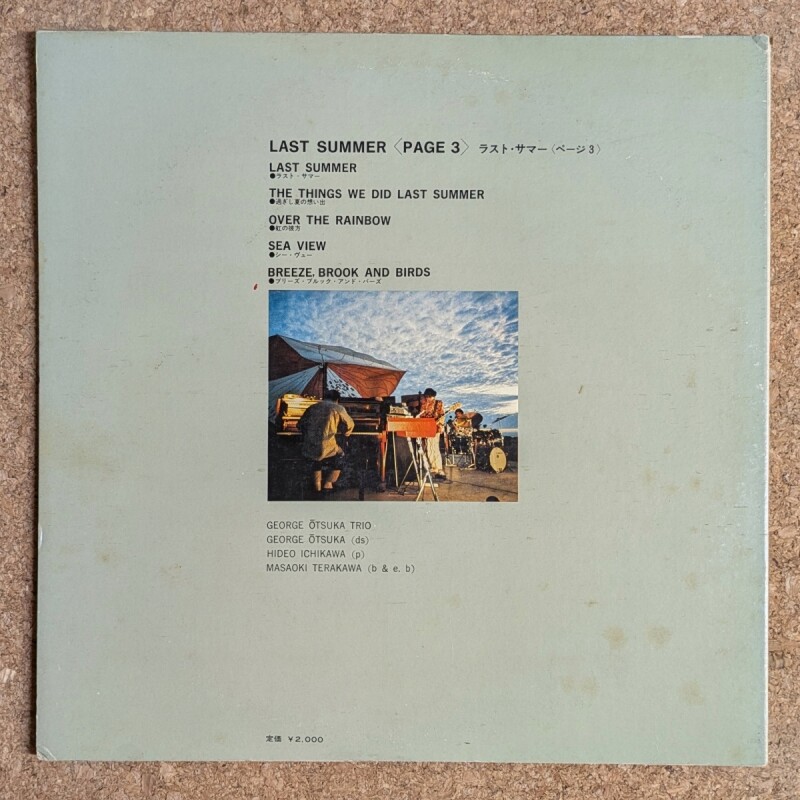 LAST SUMMER〈PAGE 3〉 ラスト・サマー〈ページ3〉
LAST SUMMER
●ラスト・サマー
THE THINGS WE DID LAST SUMMER
●過ぎし夏の想い出
OVER THE RAINBOW
●虹の彼方
SEA VIEW
●シー・ヴュー
BREEZE, BROOK AND BIRDS
●ブリーズ・ブルック・アンド・バーズ
GEORGE ŌTSUKA TRIO
GEORGE ŌTSUKA (ds)
HIDEO ICHIKAWA (p)
MASAOKI TERAKAWA (b & e. b)
定価 ￥2,000